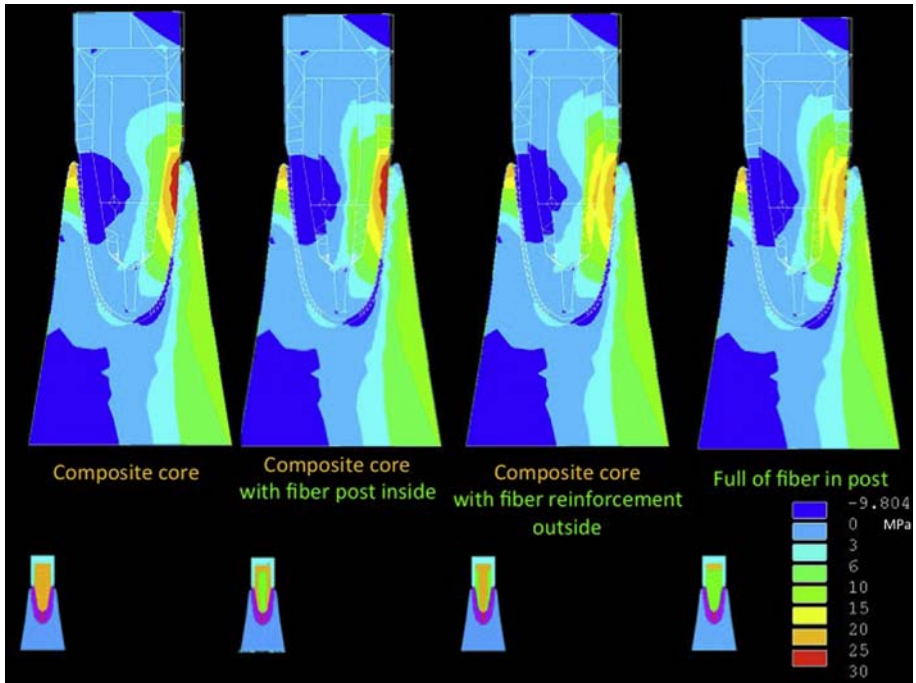 Composite core
Composite core
with fiber post inside
Composite core
with fiber reinforcement
outside
Full of fiber in post
-9.804
0 MPa
3
6
10
15
20
25
30